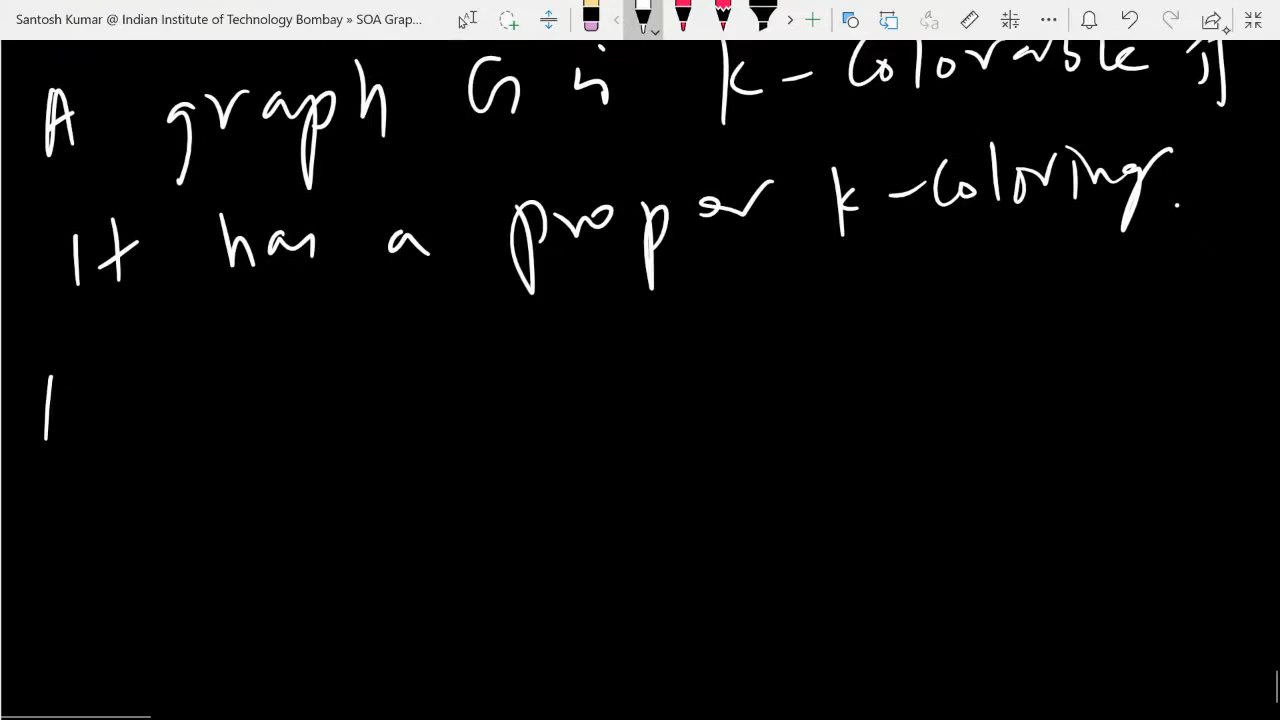 Santosh Kumar @ Indian Institute of Technology Bombay » SOA Grap...
A graph G is k-colorable if
It has a proper k-coloring.